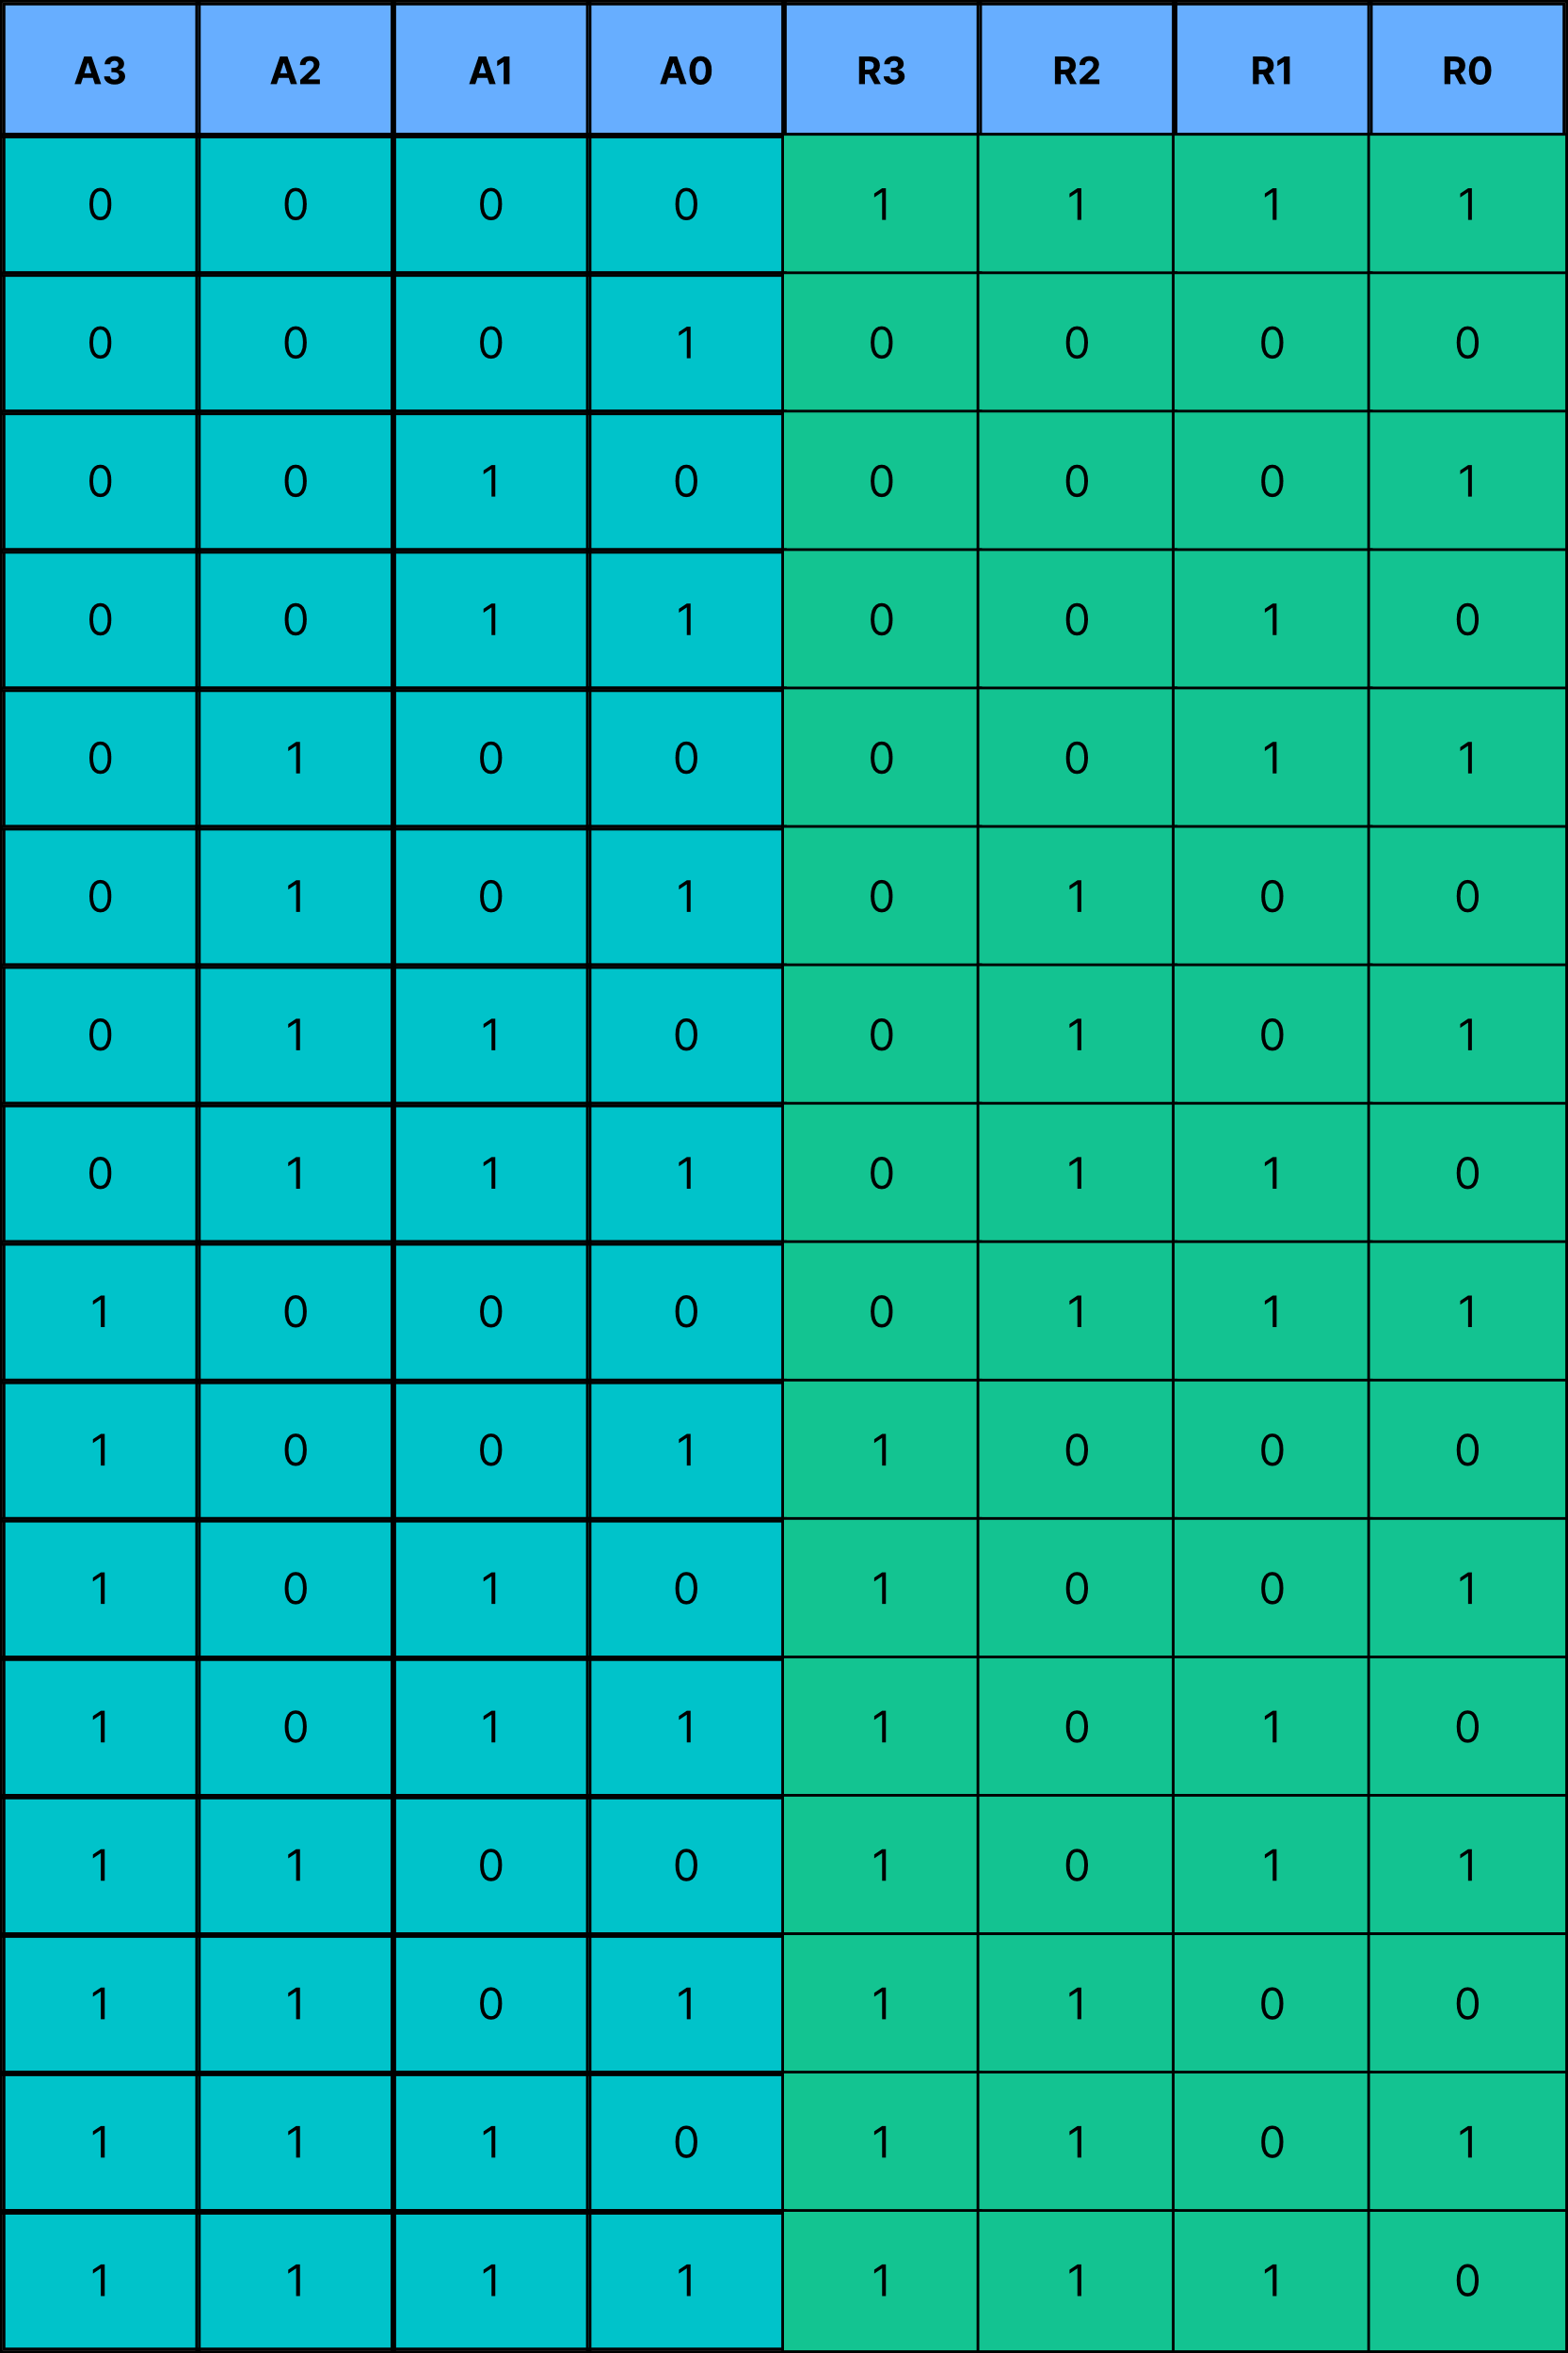 A3 A2 A1 A0 R3 R2 R1 R0
0 0 0 0 1 1 1 1
0 0 0 1 0 0 0 0
0 0 1 0 0 0 0 1
0 0 1 1 0 0 1 0
0 1 0 0 0 0 1 1
0 1 0 1 0 1 0 0
0 1 1 0 0 1 0 1
0 1 1 1 0 1 1 0
1 0 0 0 0 1 1 1
1 0 0 1 1 0 0 0
1 0 1 0 1 0 0 1
1 0 1 1 1 0 1 0
1 1 0 0 1 0 1 1
1 1 0 1 1 1 0 0
1 1 1 0 1 1 0 1
1 1 1 1 1 1 1 0